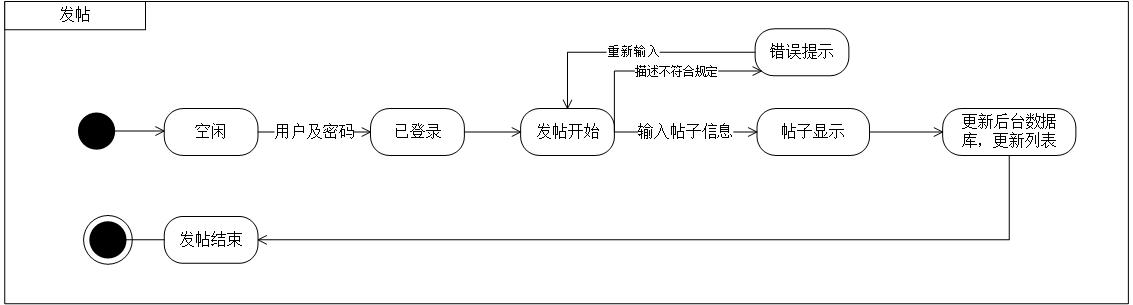 发帖
重新输入
错误提示
描述不符合规定
空闲
用户及密码
已登录
发帖开始
输入帖子信息
帖子显示
更新后台数据
库，更新列表
发帖结束